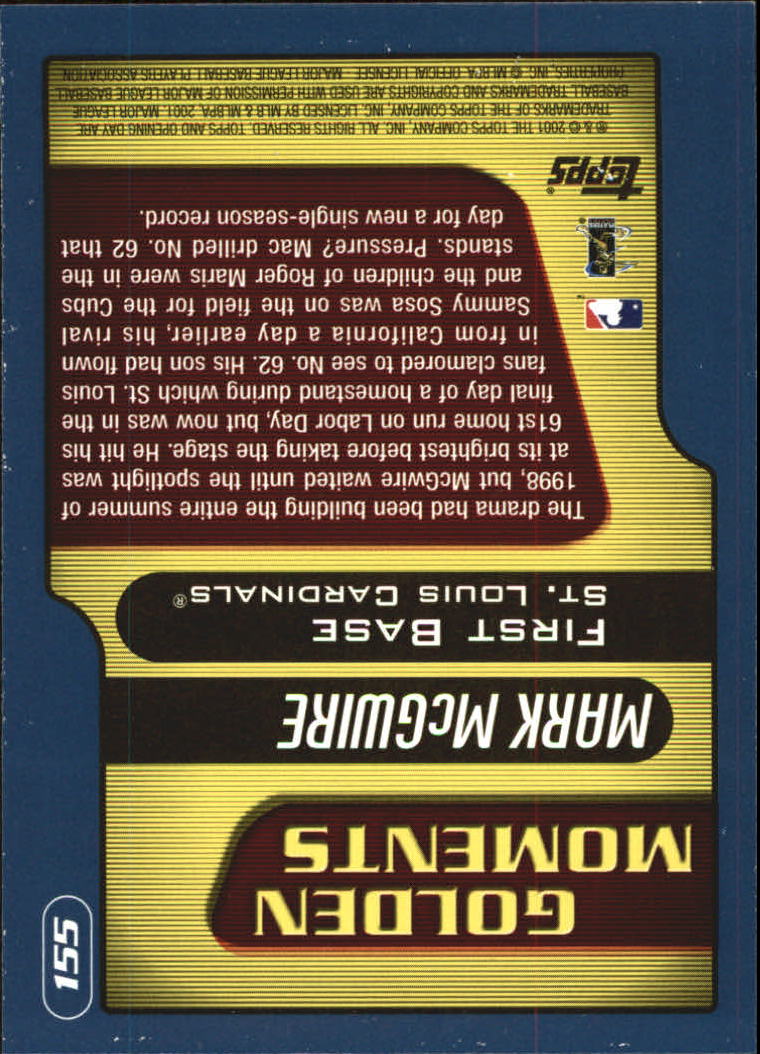 155
GOLDEN
MOMENTS
MARK McGWIRE
FIRST BASE
ST. LOUIS CARDINALS®
The drama had been building the entire summer of
1998, but McGwire waited until the spotlight was
at its brightest before taking the stage. He hit his
61st home run on Labor Day, but now was in the
final day of a homestand during which St. Louis
fans clamored to see No. 62. His son had flown
in from California a day earlier, his rival
Sammy Sosa was on the field for the Cubs
and the children of Roger Maris were in the
stands. Pressure? Mac drilled No. 62 that
day for a new single-season record.
Topps®
® & © 2001 THE TOPPS COMPANY, INC. ALL RIGHTS RESERVED. TOPPS AND OPENING DAY ARE
TRADEMARKS OF THE TOPPS COMPANY, INC. LICENSED BY MLB & MLBPA, 2001. MAJOR LEAGUE
BASEBALL TRADEMARKS AND COPYRIGHTS ARE USED WITH PERMISSION OF MAJOR LEAGUE BASEBALL
PROPERTIES, INC. © MLBPA OFFICIAL LICENSEE - MAJOR LEAGUE BASEBALL PLAYERS ASSOCIATION